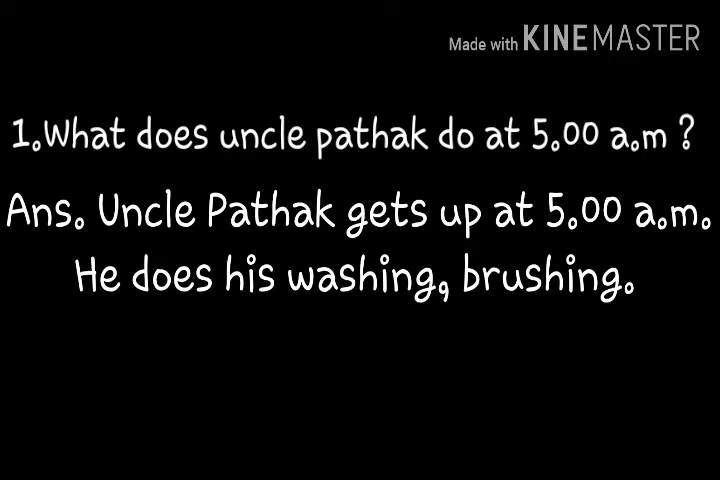 Made with KINEMASTER
1.What does uncle pathak do at 5.00 a.m ?
Ans. Uncle Pathak gets up at 5.00 a.m.
He does his washing, brushing.